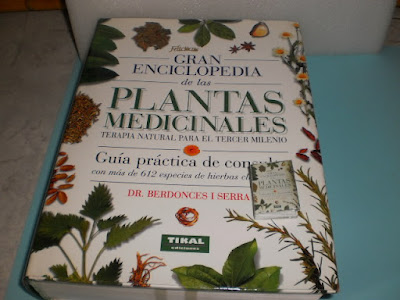 GRAN
ENCICLOPEDIA
de las
PLANTAS
MEDICINALES
TERAPIA NATURAL PARA EL TERCER MILENIO
Guía práctica de
con más de 612 especies de hierbas
DR. BERDONCES I SERRA
TIKAL
ediciones
PLANTAS